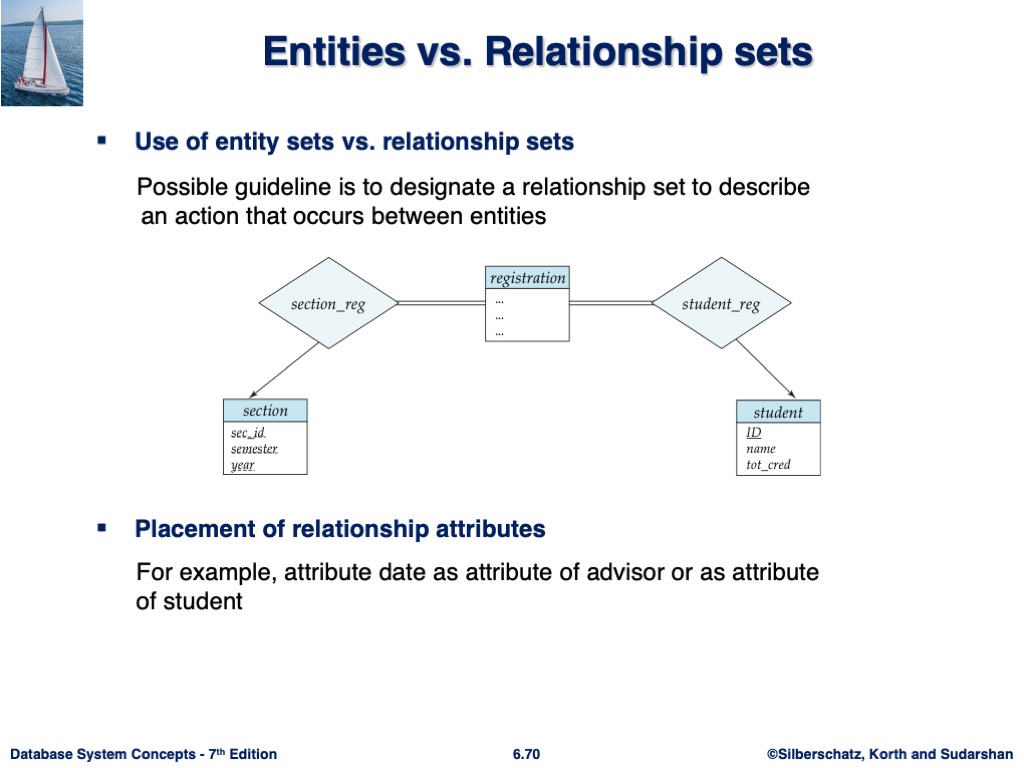 Entities vs. Relationship sets
▪ Use of entity sets vs. relationship sets
Possible guideline is to designate a relationship set to describe
an action that occurs between entities
section_reg
registration
...
...
...
student_reg
section
sec_id
semester
year
student
ID
name
tot_cred
▪ Placement of relationship attributes
For example, attribute date as attribute of advisor or as attribute
of student
Database System Concepts - 7th Edition
6.70
©Silberschatz, Korth and Sudarshan